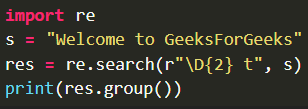 import re
s = "Welcome to GeeksForGeeks"
res = re.search(r"\D{2} t", s)
print(res.group())